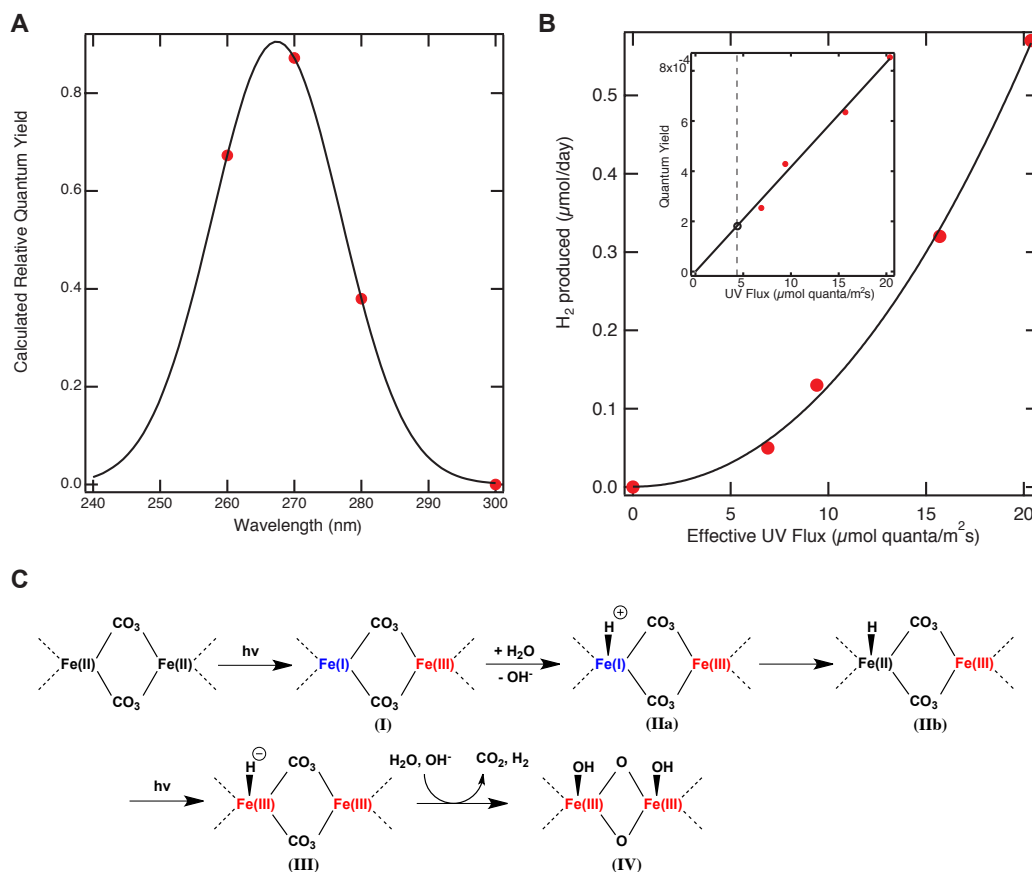 A
Calculated Relative Quantum Yield
0.8
0.6
0.4
0.2
0.0
240 250 260 270 280 290 300
Wavelength (nm)
B
H2 produced (µmol/day)
0.5
0.4
0.3
0.2
0.1
0.0
0 5 10 15 20
Effective UV Flux (µmol quanta/m²s)
Quantum Yield
8x10-4
6
4
2
0
0 5 10 15 20
UV Flux (µmol quanta/m²s)
C
CO3
Fe(II) Fe(II)
CO3
hν
CO3
Fe(I) Fe(III)
CO3
(I)
+ H2O
- OH-
H +
CO3
Fe(I) Fe(III)
CO3
(IIa)
H
CO3
Fe(II) Fe(III)
CO3
(IIb)
hν
H −
CO3
Fe(III) Fe(III)
CO3
(III)
H2O, OH- CO2, H2
OH O OH
Fe(III) Fe(III)
O
(IV)